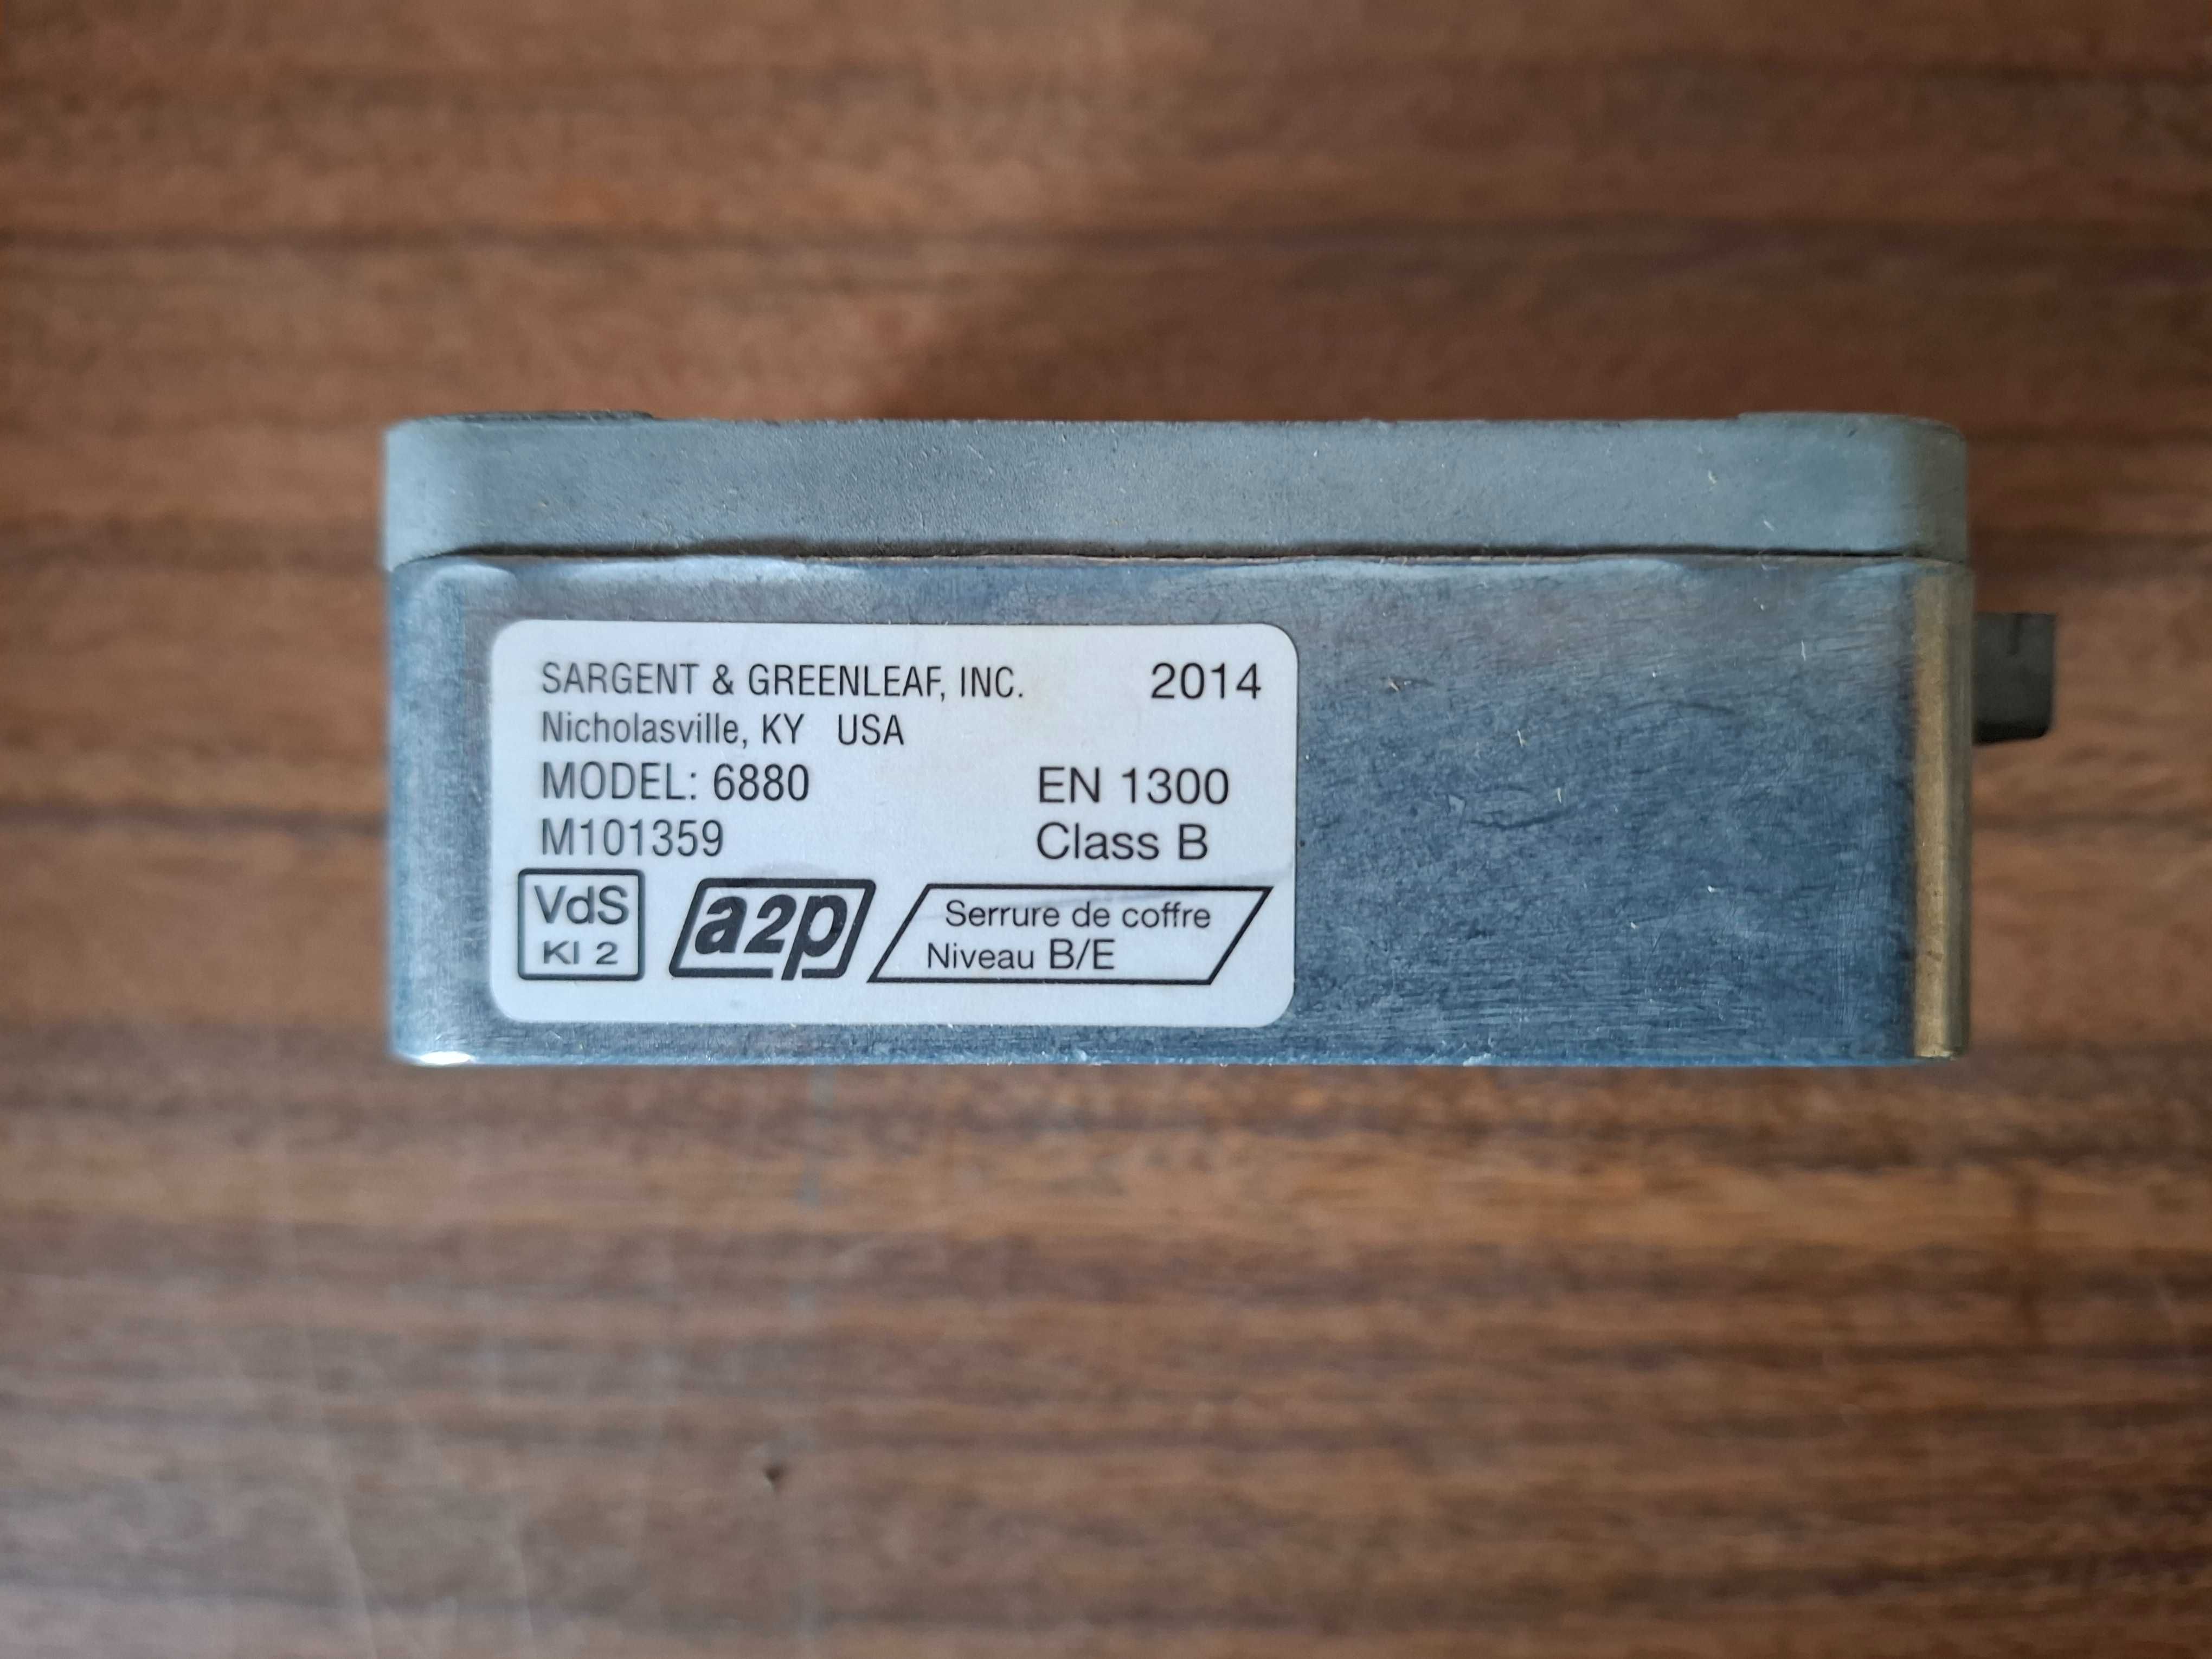 SARGENT & GREENLEAF, INC. 2014
Nicholasville, KY USA
MODEL: 6880 EN 1300
M101359 Class B
VdS
Kl 2
a2p
Serrure de coffre
Niveau B/E